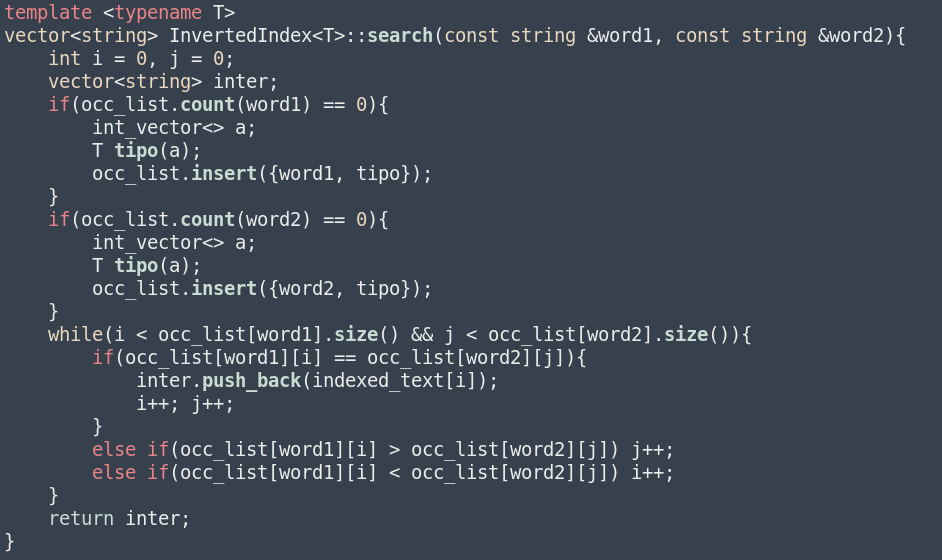 template <typename T>
vector<string> InvertedIndex<T>::search(const string &word1, const string &word2){
    int i = 0, j = 0;
    vector<string> inter;
    if(occ_list.count(word1) == 0){
        int_vector<> a;
        T tipo(a);
        occ_list.insert({word1, tipo});
    }
    if(occ_list.count(word2) == 0){
        int_vector<> a;
        T tipo(a);
        occ_list.insert({word2, tipo});
    }
    while(i < occ_list[word1].size() && j < occ_list[word2].size()){
        if(occ_list[word1][i] == occ_list[word2][j]){
            inter.push_back(indexed_text[i]);
            i++; j++;
        }
        else if(occ_list[word1][i] > occ_list[word2][j]) j++;
        else if(occ_list[word1][i] < occ_list[word2][j]) i++;
    }
    return inter;
}